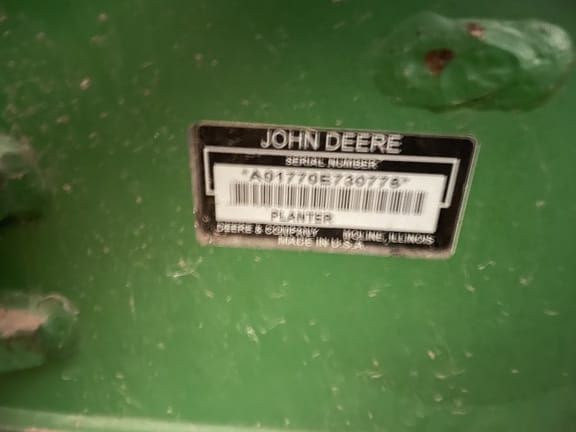 JOHN DEERE
SERIAL NUMBER
*A01770E730778*
PLANTER
DEERE & COMPANY MOLINE, ILLINOIS
MADE IN U.S.A.